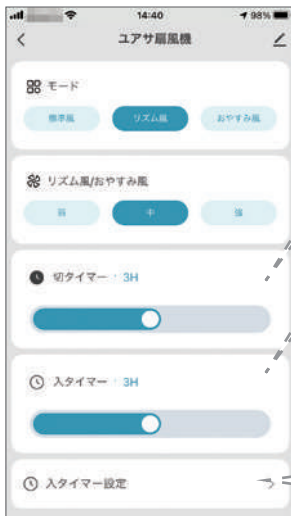 14:40
98%
ユアサ扇風機
モード
標準風 リズム風 おやすみ風
リズム風/おやすみ風
弱 中 強
切タイマー · 3H
入タイマー · 3H
入タイマー設定